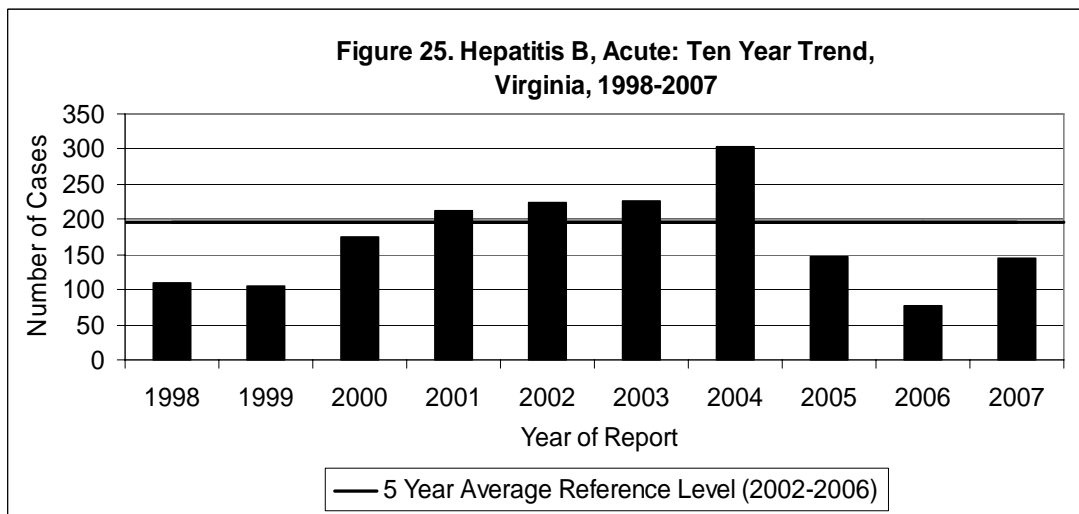 Figure 25. Hepatitis B, Acute: Ten Year Trend,
Virginia, 1998-2007
Number of Cases
350
300
250
200
150
100
50
0
1998 1999 2000 2001 2002 2003 2004 2005 2006 2007
Year of Report
5 Year Average Reference Level (2002-2006)